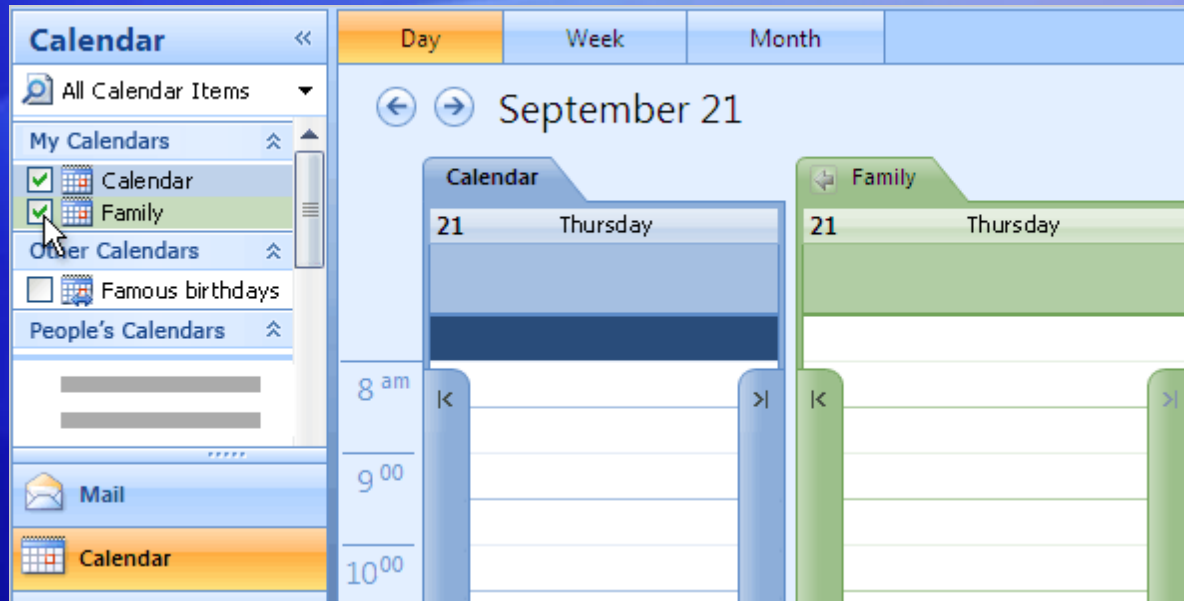 Calendar
All Calendar Items
My Calendars
Calendar
Family
Other Calendars
Famous birthdays
People's Calendars
Mail
Calendar
Day Week Month
September 21
Calendar
21 Thursday
Family
21 Thursday
8 am
9 00
10 00